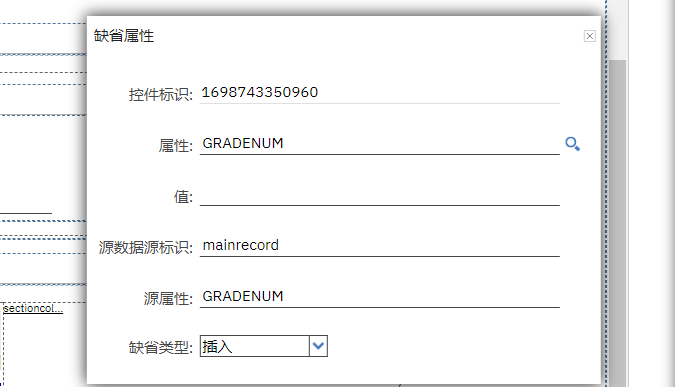 缺省属性
控件标识: 1698743350960
属性: GRADENUM
值:
源数据源标识: mainrecord
源属性: GRADENUM
sectioncol...
缺省类型: 插入